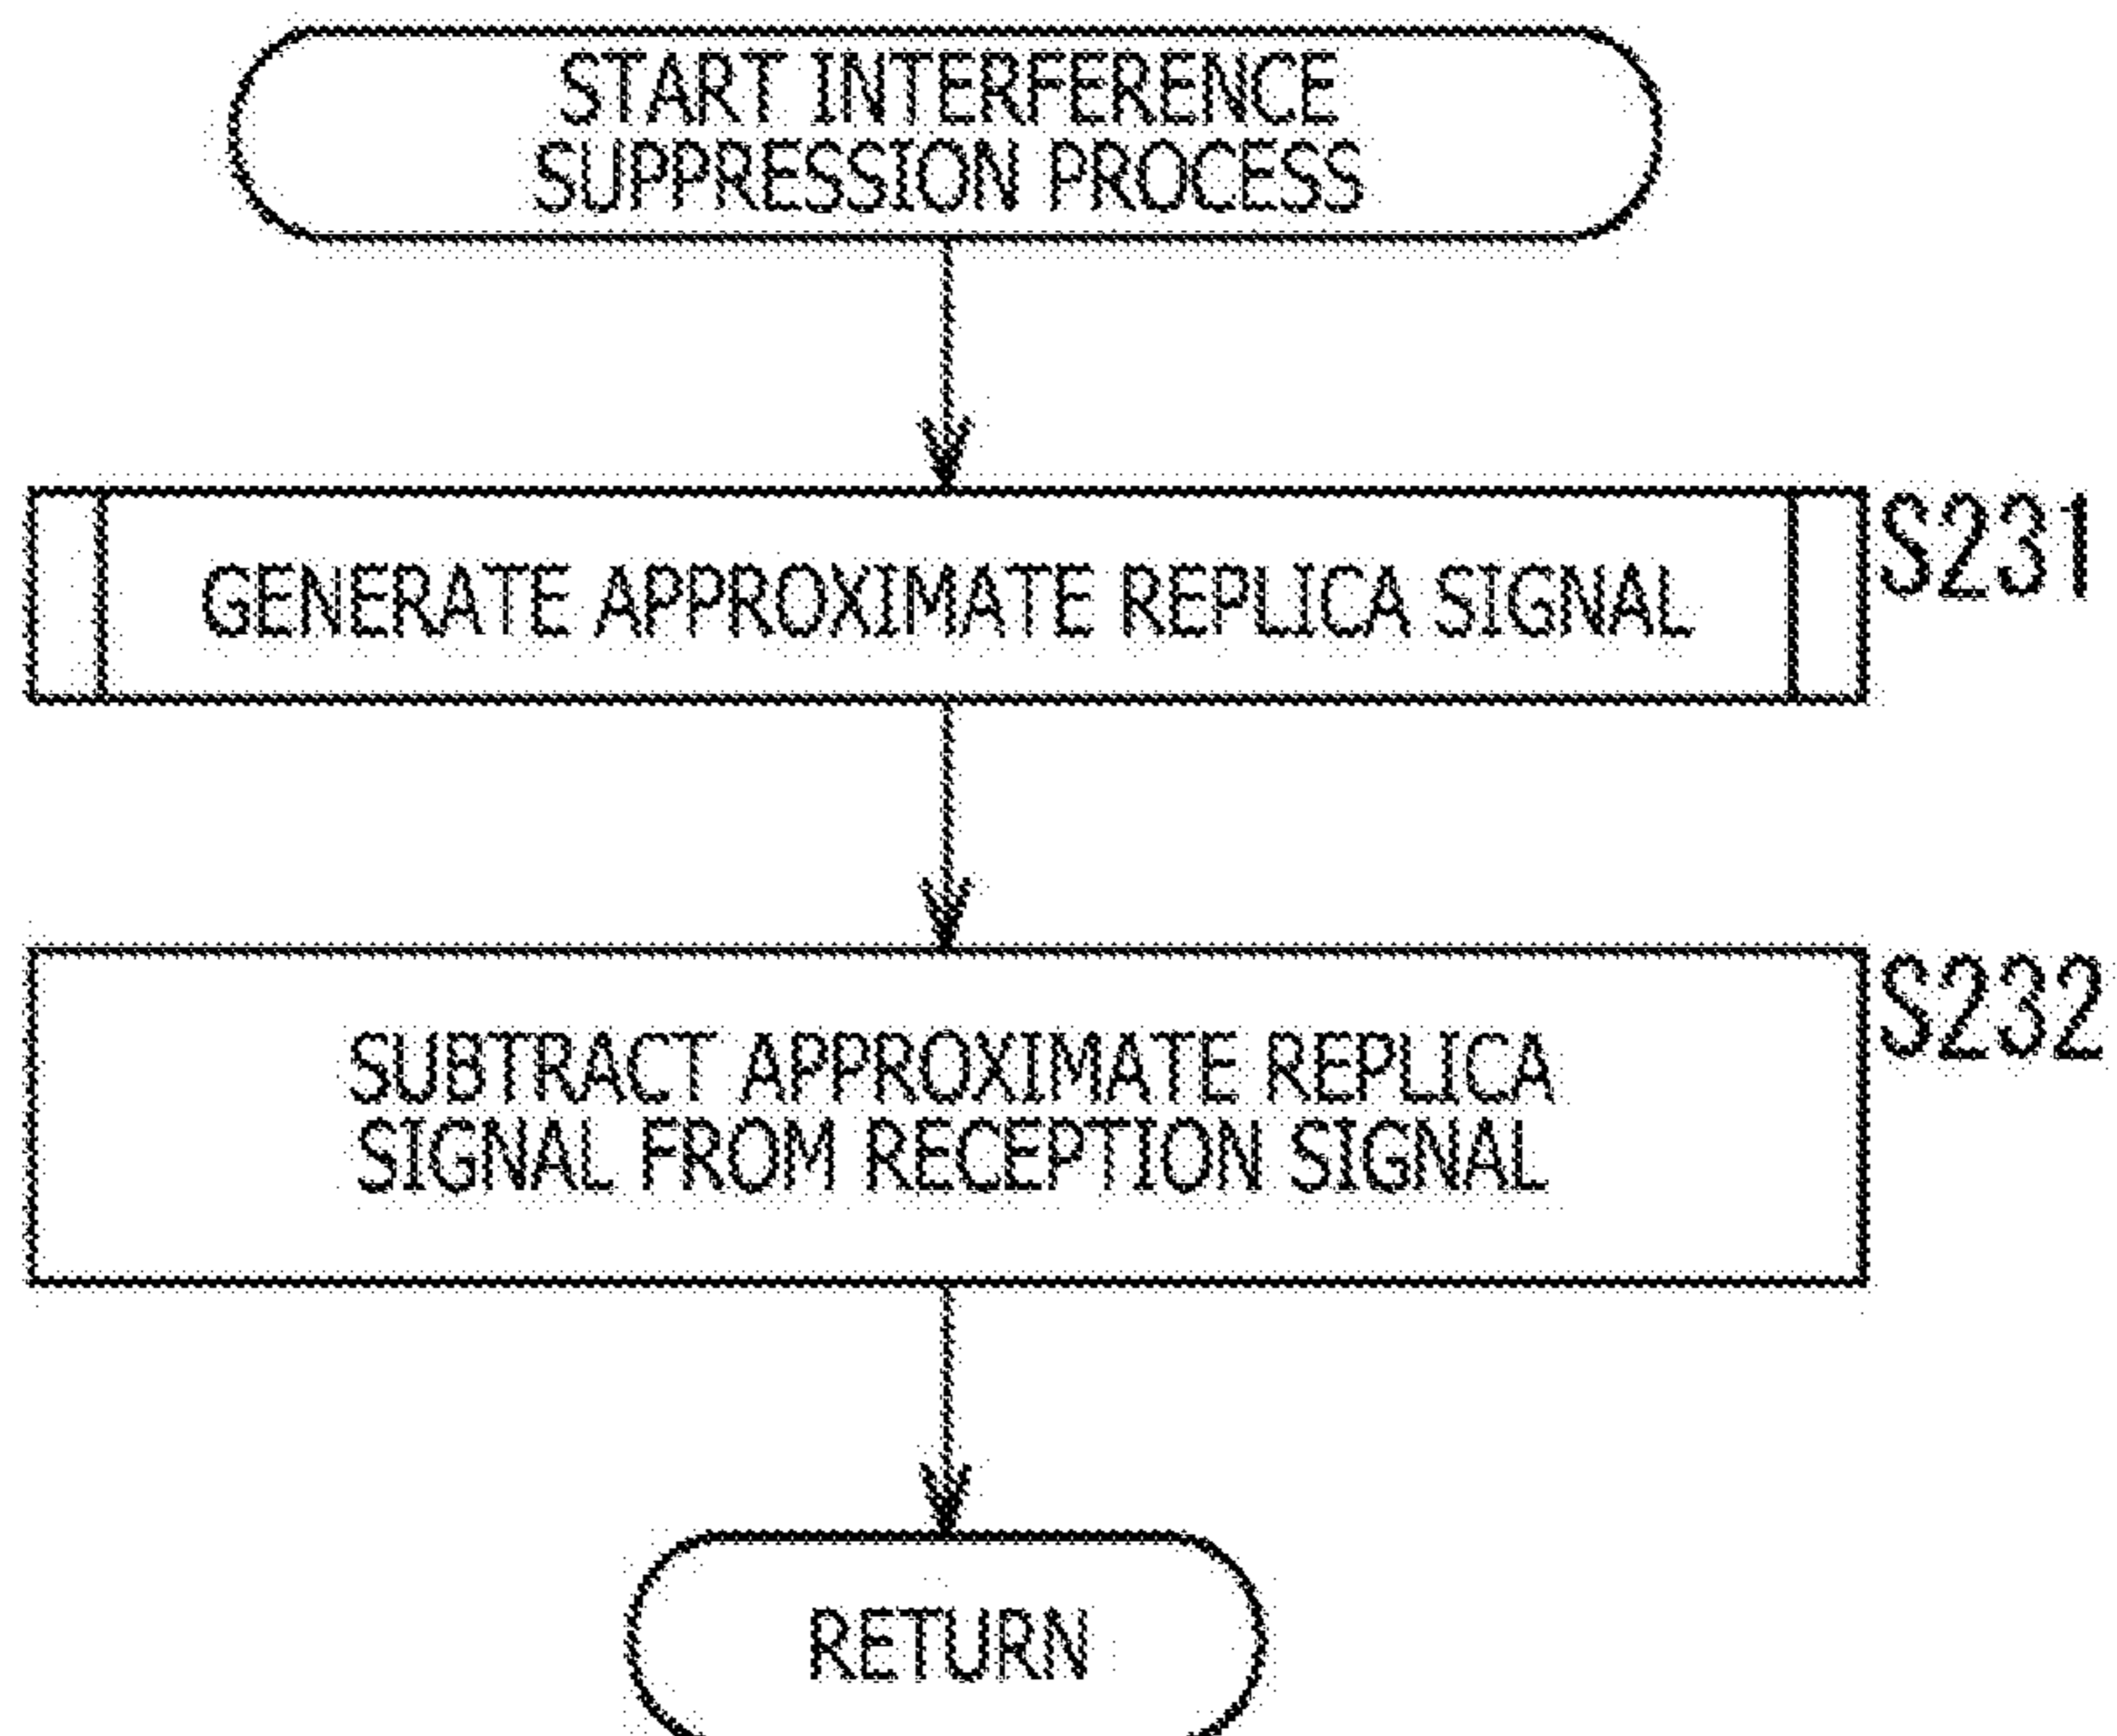 START INTERFERENCE
SUPPRESSION PROCESS
GENERATE APPROXIMATE REPLICA SIGNAL
S231
SUBTRACT APPROXIMATE REPLICA
SIGNAL FROM RECEPTION SIGNAL
S232
RETURN